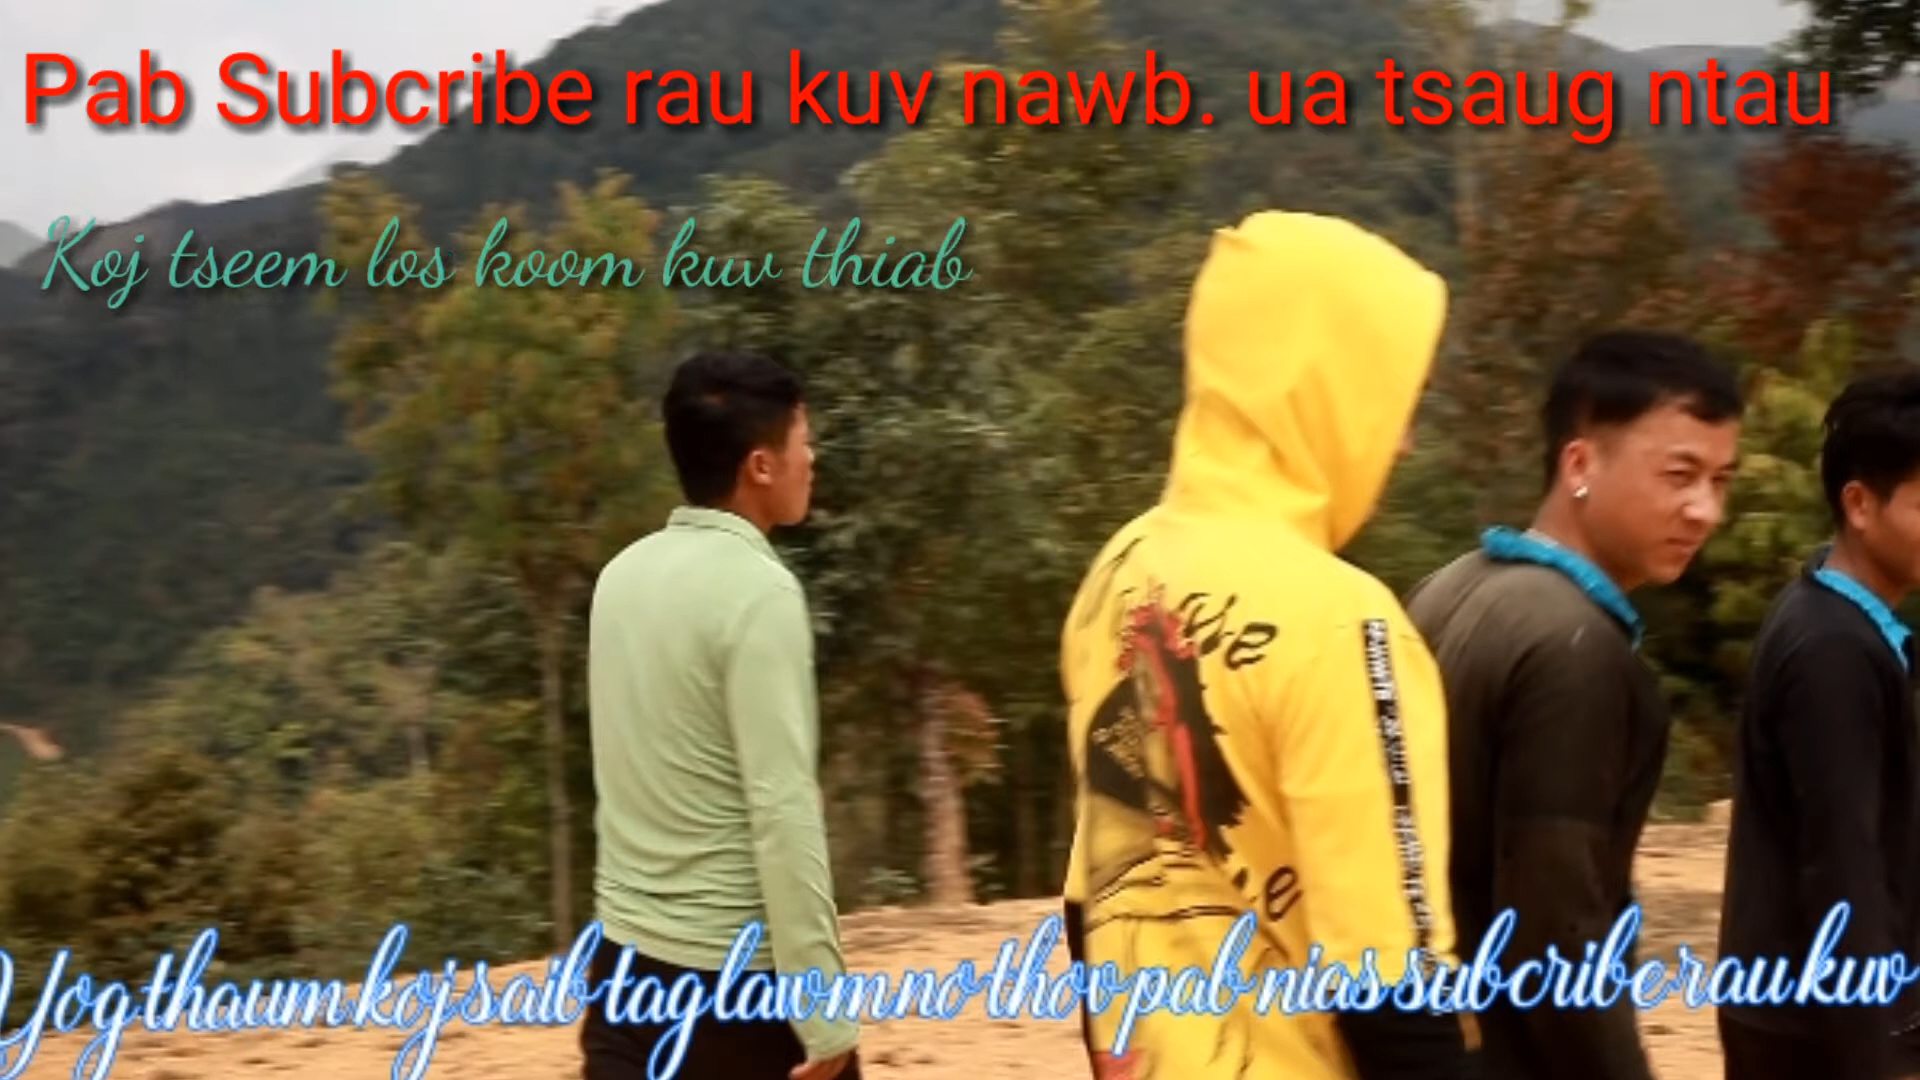 Pab Subcribe rau kuv nawb. ua tsaug ntau
Koj tseem los koom kuv thiab
Yog thaum koj saib tag lawm no thov pab nias subcribe rau kuv